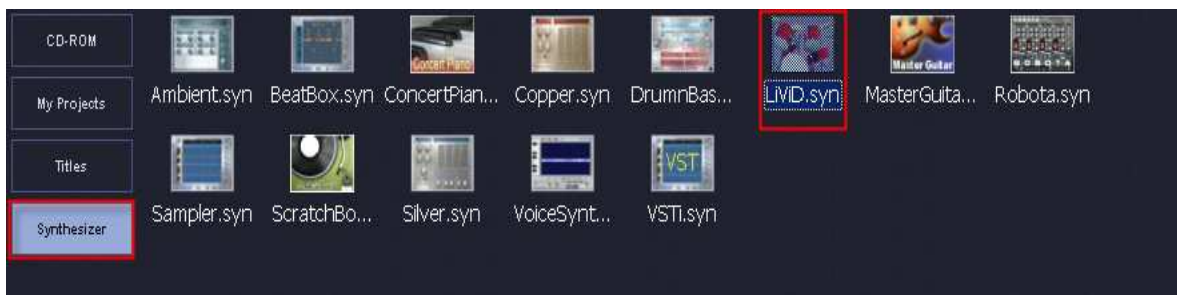 CD-ROM
My Projects
Titles
Synthesizer
Concert Piano
Master Guitar
Ambient.syn BeatBox.syn ConcertPian... Copper.syn DrumnBas... LiViD.syn MasterGuita... Robota.syn
VST
Sampler.syn ScratchBo... Silver.syn VoiceSynt... VSTi.syn